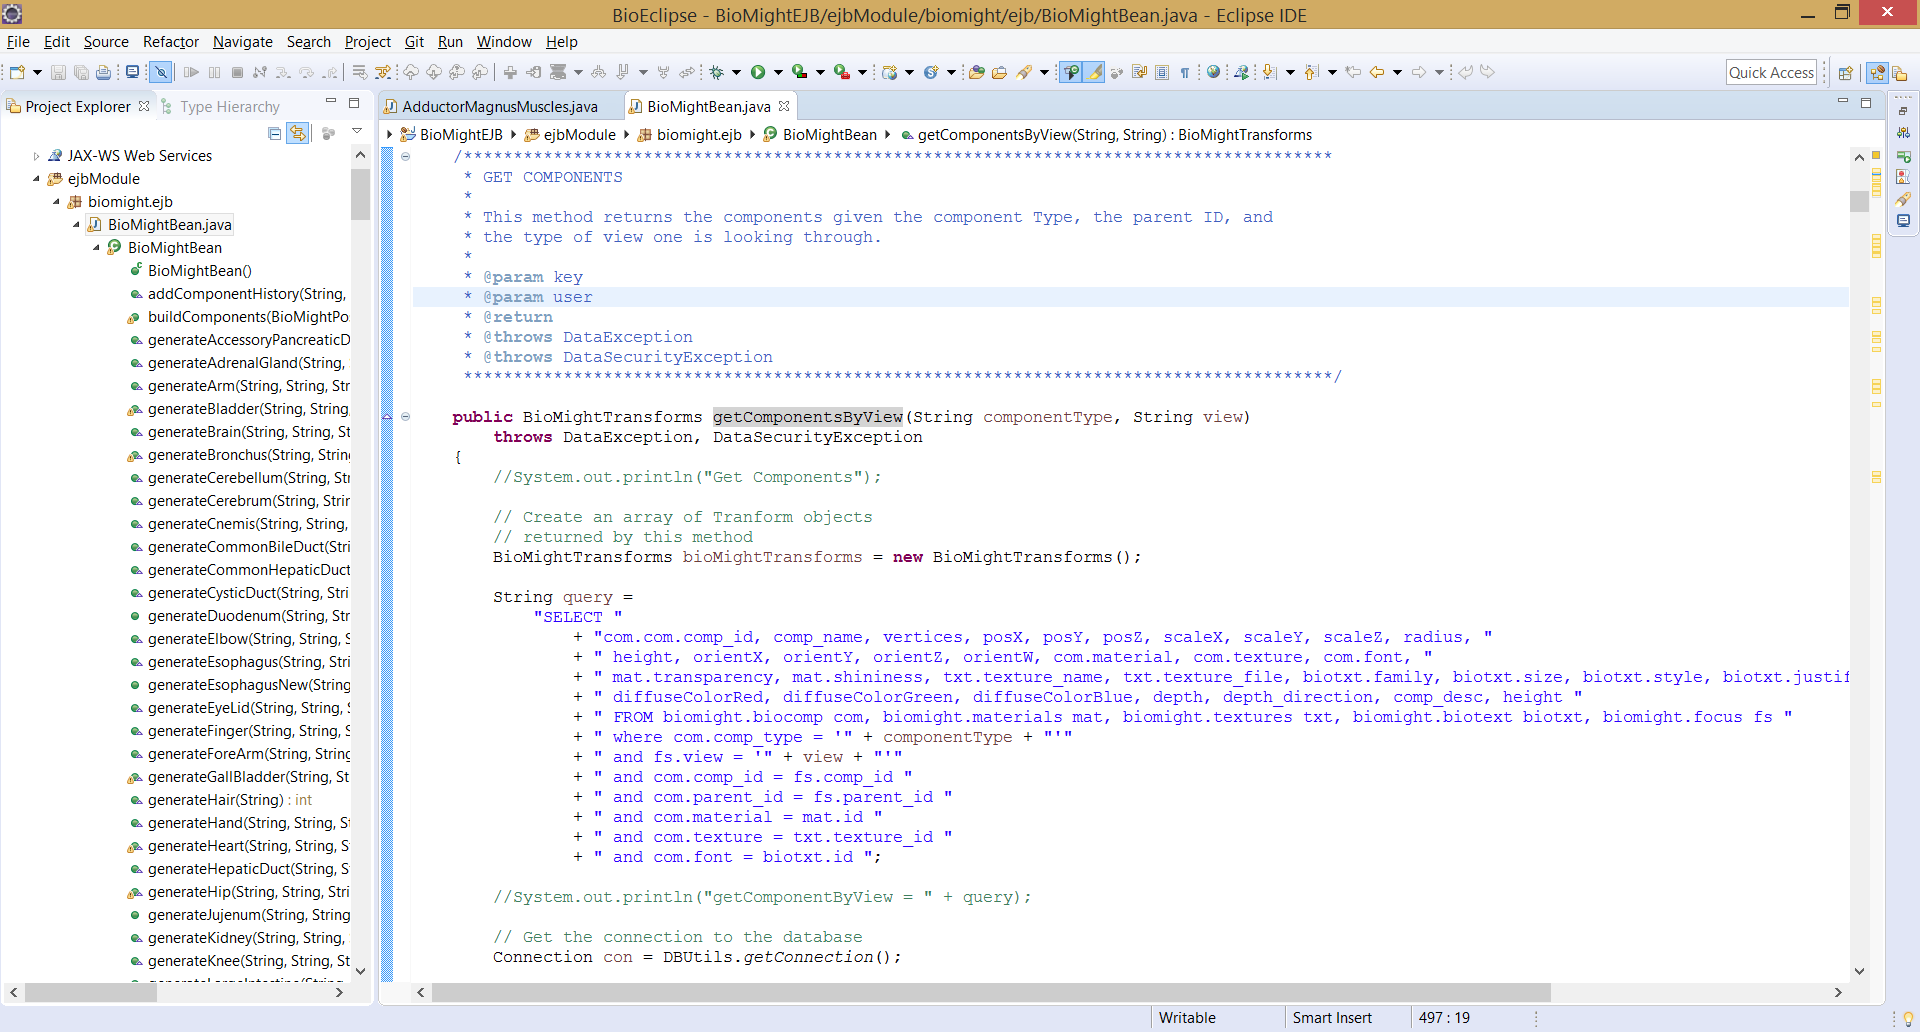 BioEclipse - BioMightEJB/ejbModule/biomight/ejb/BioMightBean.java - Eclipse IDE
File Edit Source Refactor Navigate Search Project Git Run Window Help
Quick Access
Project Explorer Type Hierarchy
JAX-WS Web Services
ejbModule
biomight.ejb
BioMightBean.java
BioMightBean
BioMightBean()
addComponentHistory(String,
buildComponents(BioMightPo
generateAccessoryPancreaticD
generateAdrenalGland(String,
generateArm(String, String, Str
generateBladder(String, String
generateBrain(String, String, St
generateBronchus(String, Strin
generateCerebellum(String, St
generateCerebrum(String, Strir
generateCnemis(String, String,
generateCommonBileDuct(Stri
generateCommonHepaticDuct
generateCysticDuct(String, Stri
generateDuodenum(String, Str
generateElbow(String, String, S
generateEsophagus(String, Stri
generateEsophagusNew(String
generateEyeLid(String, String, S
generateFinger(String, String, S
generateForeArm(String, String
generateGallBladder(String, St
generateHair(String) : int
generateHand(String, String, St
generateHeart(String, String, S
generateHepaticDuct(String, S
generateHip(String, String, Stri
generateJujenum(String, String
generateKidney(String, String,
generateKnee(String, String, St
AdductorMagnusMuscles.java BioMightBean.java
BioMightEJB ejbModule biomight.ejb BioMightBean getComponentsByView(String, String) : BioMightTransforms
/***************************************************************************************
* GET COMPONENTS
*
* This method returns the components given the component Type, the parent ID, and
* the type of view one is looking through.
*
* @param key
* @param user
* @return
* @throws DataException
* @throws DataSecurityException
***************************************************************************************/
public BioMightTransforms getComponentsByView(String componentType, String view)
throws DataException, DataSecurityException
{
//System.out.println("Get Components");
// Create an array of Tranform objects
// returned by this method
BioMightTransforms bioMightTransforms = new BioMightTransforms();
String query =
"SELECT "
+ "com.com.comp_id, comp_name, vertices, posX, posY, posZ, scaleX, scaleY, scaleZ, radius, "
+ " height, orientX, orientY, orientZ, orientW, com.material, com.texture, com.font, "
+ " mat.transparency, mat.shininess, txt.texture_name, txt.texture_file, biotxt.family, biotxt.size, biotxt.style, biotxt.justif
+ " diffuseColorRed, diffuseColorGreen, diffuseColorBlue, depth, depth_direction, comp_desc, height "
+ " FROM biomight.biocomp com, biomight.materials mat, biomight.textures txt, biomight.biotext biotxt, biomight.focus fs "
+ " where com.comp_type = '" + componentType + "'"
+ " and fs.view = '" + view + "'"
+ " and com.comp_id = fs.comp_id "
+ " and com.parent_id = fs.parent_id "
+ " and com.material = mat.id "
+ " and com.texture = txt.texture_id "
+ " and com.font = biotxt.id ";
//System.out.println("getComponentByView = " + query);
// Get the connection to the database
Connection con = DBUtils.getConnection();
Writable Smart Insert 497 : 19